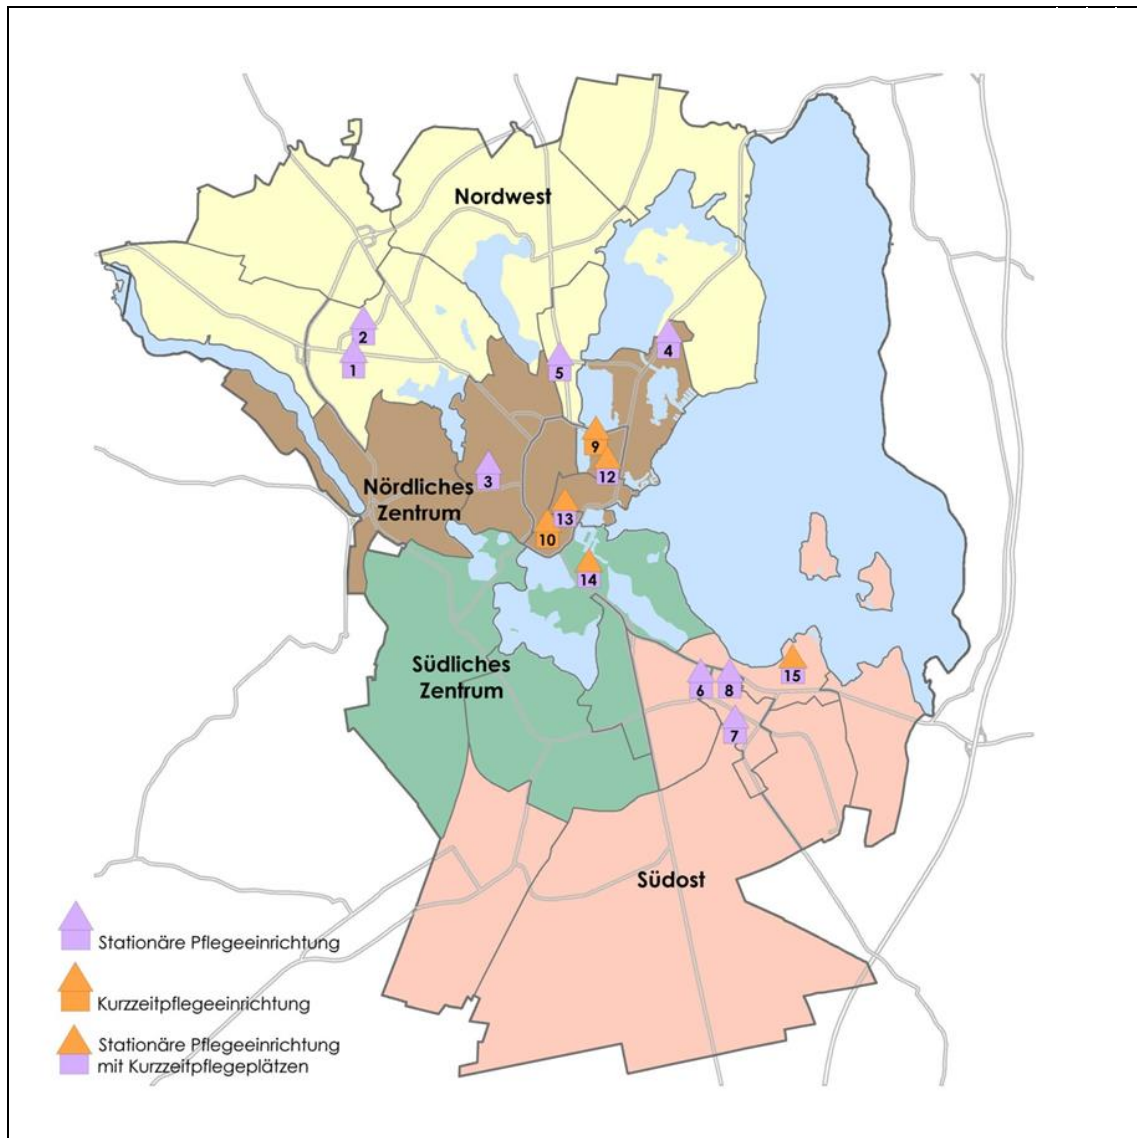 Nordwest
2
1
4
5
9
12
3
Nördliches
Zentrum
13
10
14
Südliches
Zentrum
6
8
15
7
Südost
Stationäre Pflegeeinrichtung
Kurzzeitpflegeeinrichtung
Stationäre Pflegeeinrichtung
mit Kurzzeitpflegeplätzen